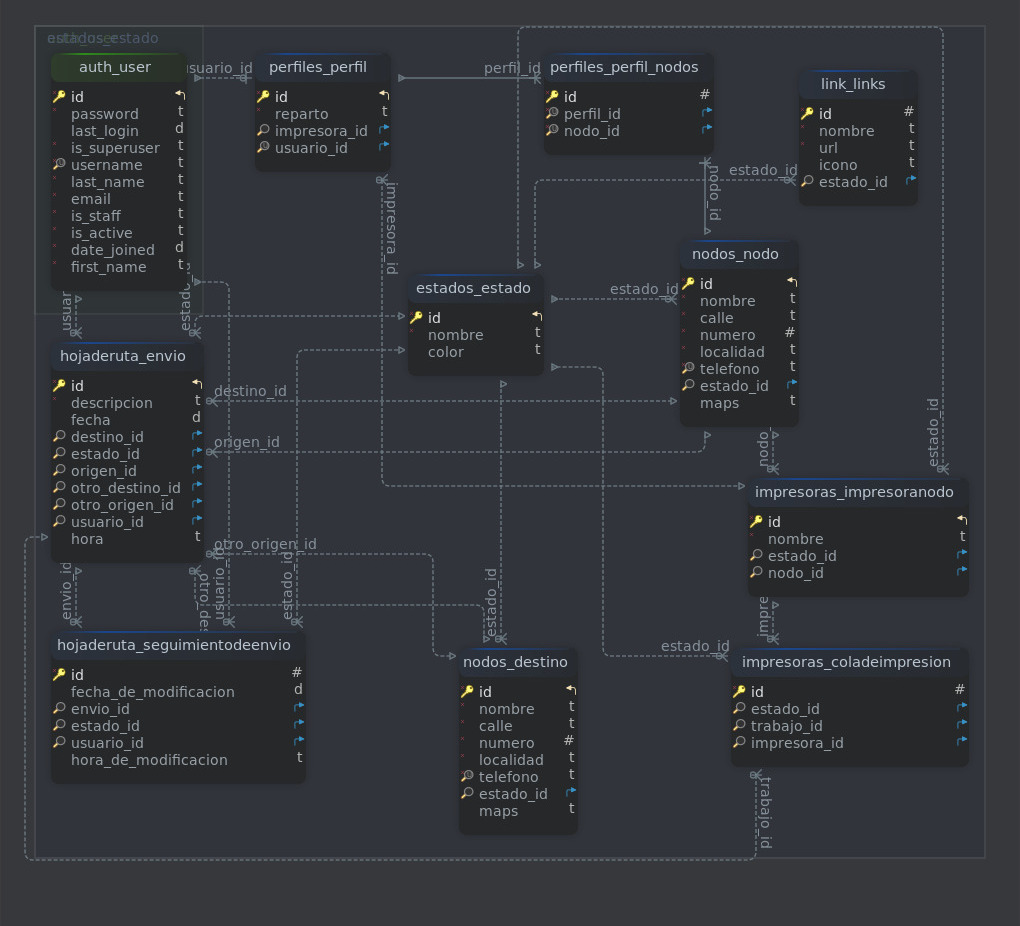 estados_estado
auth_user
id
password
last_login
is_superuser
username
last_name
email
is_staff
is_active
date_joined
first_name
t
d
t
t
t
t
t
t
d
t
usuario_id
perfiles_perfil
id
reparto
impresora_id
usuario_id
t
perfil_id
perfiles_perfil_nodos
id
perfil_id
nodo_id
#
link_links
id
nombre
url
icono
estado_id
#
t
t
t
estado_id
nodo_id
impresora_id
nodos_nodo
id
nombre
calle
numero
localidad
telefono
estado_id
maps
t
t
#
t
t
t
estado_id
estados_estado
id
nombre
color
t
t
usuar
estado
hojaderuta_envio
id
descripcion
fecha
destino_id
estado_id
origen_id
otro_destino_id
otro_origen_id
usuario_id
hora
t
d
t
destino_id
origen_id
otro_origen_id
estado_id
nodo
impresoras_impresoranodo
id
nombre
estado_id
nodo_id
t
envio_id
usuario_id
estado_id
estado_id
impre
hojaderuta_seguimientodeenvio
id
fecha_de_modificacion
envio_id
estado_id
usuario_id
hora_de_modificacion
#
d
t
nodos_destino
id
nombre
calle
numero
localidad
telefono
estado_id
maps
t
t
#
t
t
t
estado_id
impresoras_coladeimpresion
id
estado_id
trabajo_id
impresora_id
#
trabajo_id